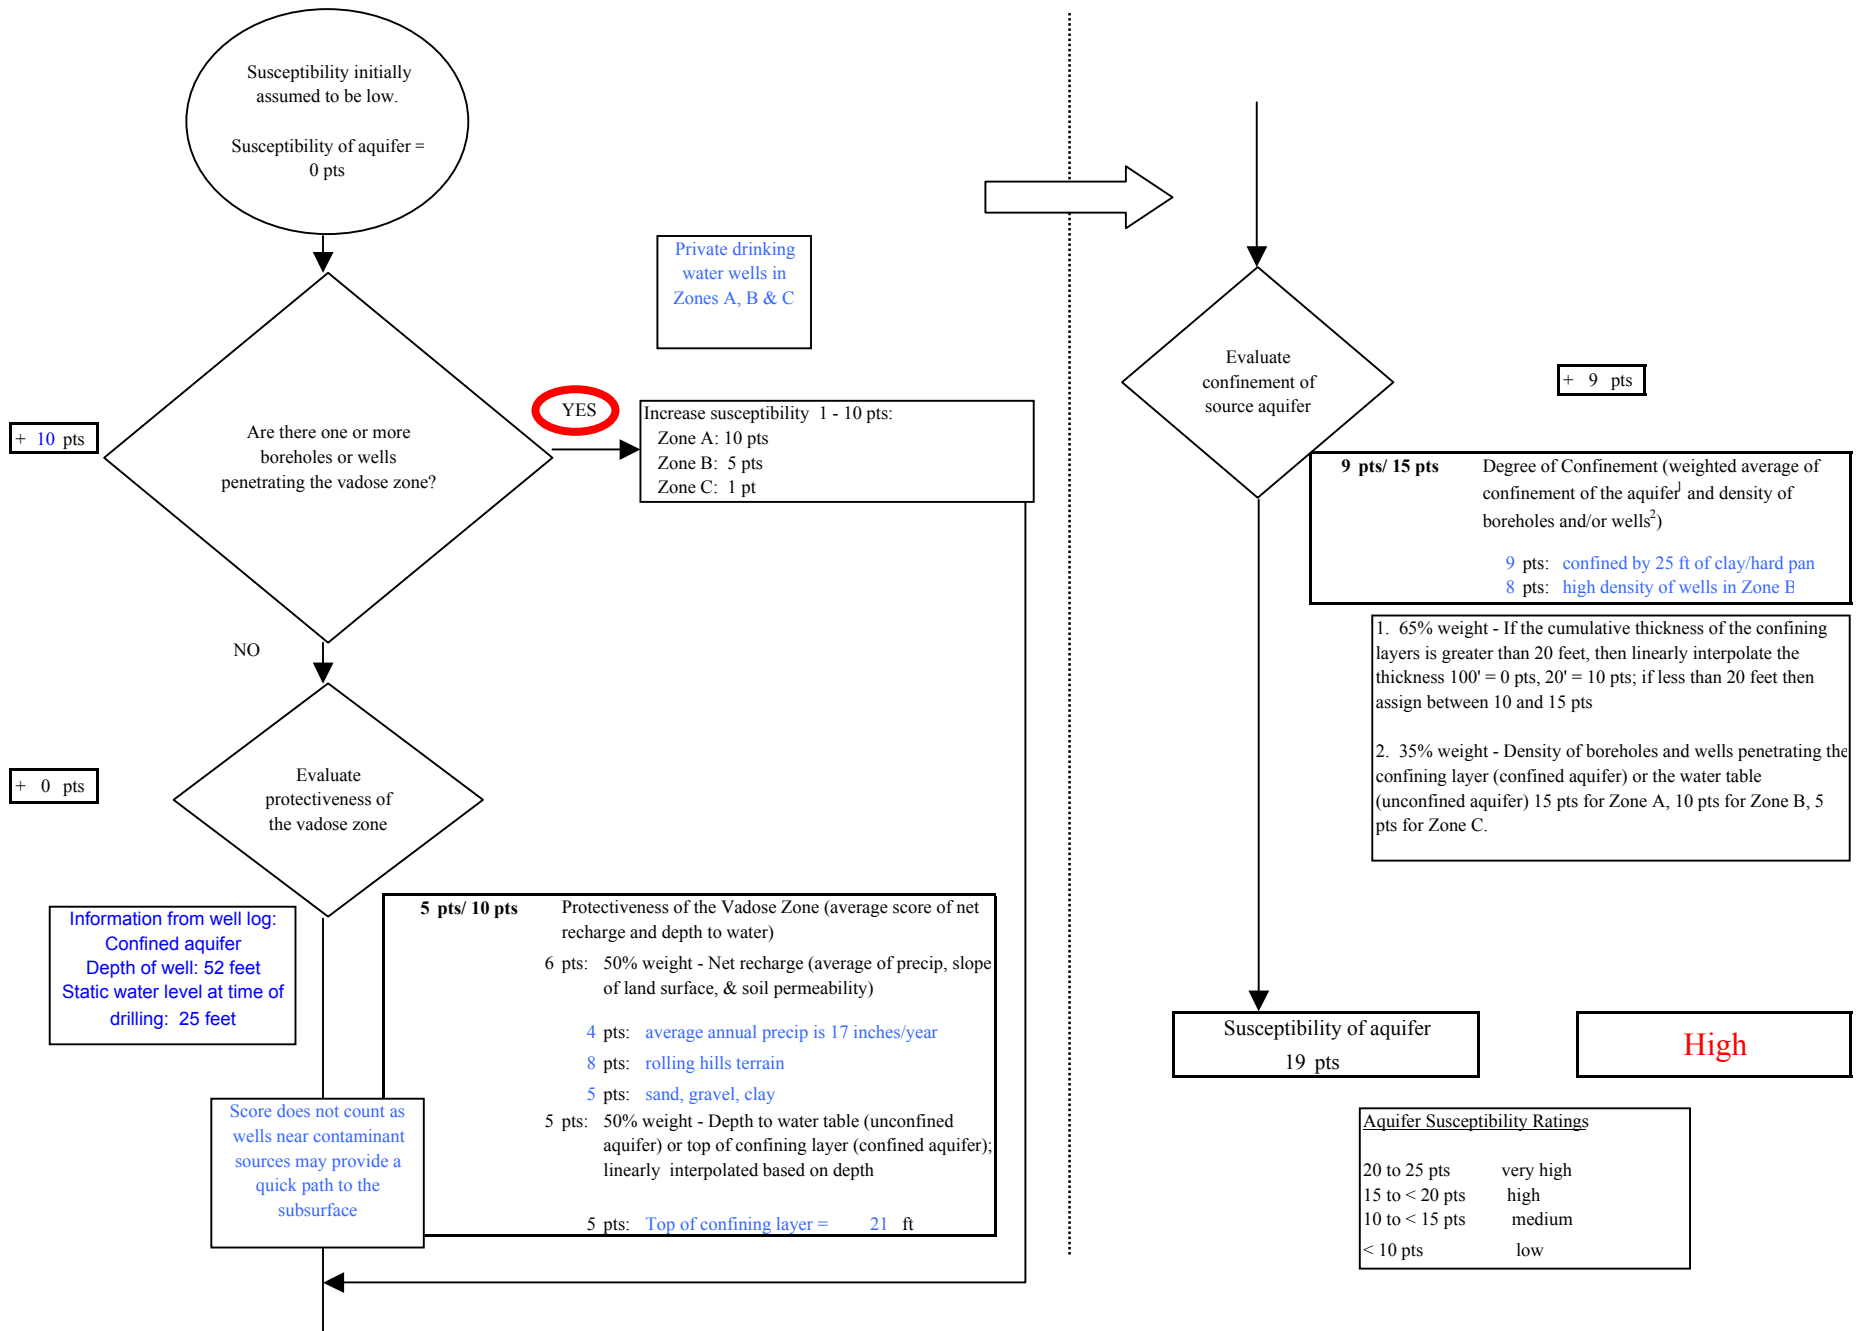 Susceptibility initially
assumed to be low.
Susceptibility of aquifer =
0 pts
Private drinking
water wells in
Zones A, B & C
+ 10 pts
Are there one or more
boreholes or wells
penetrating the vadose zone?
YES
Increase susceptibility 1 - 10 pts:
Zone A: 10 pts
Zone B: 5 pts
Zone C: 1 pt
NO
+ 0 pts
Evaluate
protectiveness of
the vadose zone
Information from well log:
Confined aquifer
Depth of well: 52 feet
Static water level at time of
drilling: 25 feet
5 pts/ 10 pts Protectiveness of the Vadose Zone (average score of net
recharge and depth to water)
6 pts: 50% weight - Net recharge (average of precip, slope
of land surface, & soil permeability)
4 pts: average annual precip is 17 inches/year
8 pts: rolling hills terrain
5 pts: sand, gravel, clay
5 pts: 50% weight - Depth to water table (unconfined
aquifer) or top of confining layer (confined aquifer);
linearly interpolated based on depth
5 pts: Top of confining layer = 21 ft
Score does not count as
wells near contaminant
sources may provide a
quick path to the
subsurface
Evaluate
confinement of
source aquifer
+ 9 pts
9 pts/ 15 pts Degree of Confinement (weighted average of
confinement of the aquifer1 and density of
boreholes and/or wells2)
9 pts: confined by 25 ft of clay/hard pan
8 pts: high density of wells in Zone B
1. 65% weight - If the cumulative thickness of the confining
layers is greater than 20 feet, then linearly interpolate the
thickness 100' = 0 pts, 20' = 10 pts; if less than 20 feet then
assign between 10 and 15 pts
2. 35% weight - Density of boreholes and wells penetrating the
confining layer (confined aquifer) or the water table
(unconfined aquifer) 15 pts for Zone A, 10 pts for Zone B, 5
pts for Zone C.
Susceptibility of aquifer
19 pts
High
Aquifer Susceptibility Ratings
20 to 25 pts very high
15 to < 20 pts high
10 to < 15 pts medium
< 10 pts low